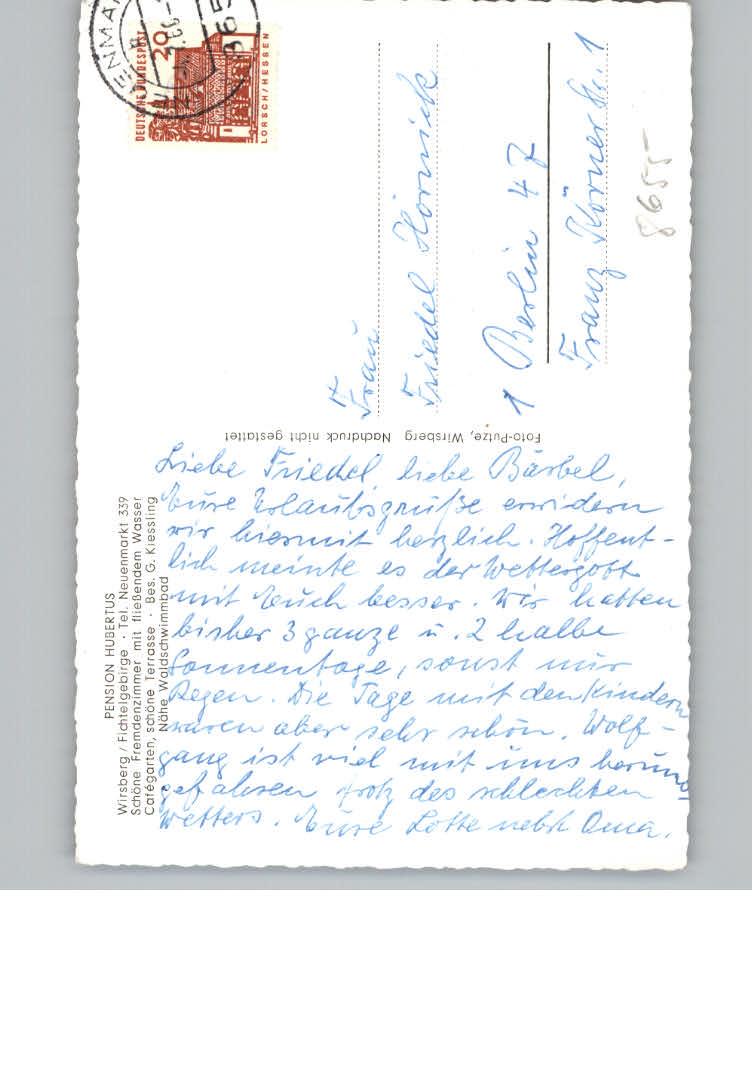 DEUTSCHE BUNDESPOST
20
LORSCH/HESSEN
Frau
Friedel Hornick
1 Berlin 47
Franz Körner Str. 1
8655
Foto-Putze, Wirsberg Nachdruck nicht gestattet
PENSION HUBERTUS
Wirsberg / Fichtelgebirge · Tel. Neuenmarkt 339
Schöne Fremdenzimmer mit fließendem Wasser
Cafégarten, schöne Terrasse · Bes. G. Kiessling
Nähe Waldschwimmbad
Liebe Friedel, liebe Bärbel,
Eure Urlaubsgrüße erwidern
wir hiermit herzlich. Hoffent-
lich meinte es der Wettergott
mit Euch besser. Wir hatten
bisher 3 ganze u. 2 halbe
Sonnentage, sonst nur
Regen. Die Tage mit den Kindern
waren aber sehr schön. Wolf-
gang ist viel mit uns herum-
gefahren trotz des schlechten
Wetters. Eure Lotte nebst Oma.